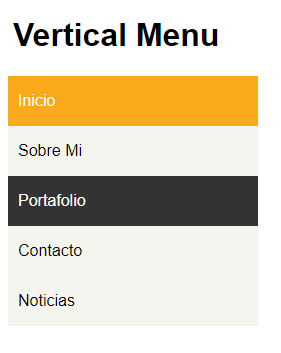 Vertical Menu
Inicio
Sobre Mi
Portafolio
Contacto
Noticias